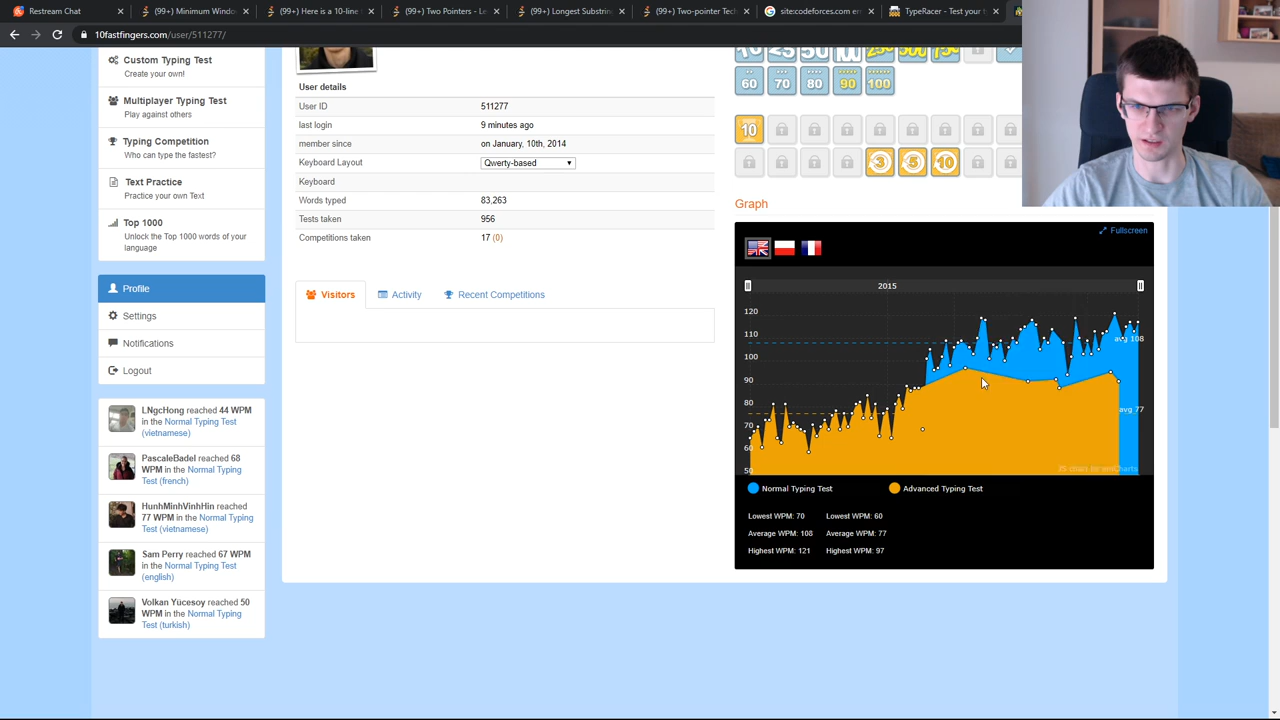 Restream Chat
(99+) Minimum Windo
(99+) Here is a 10-line
(99+) Two Pointers - Le
(99+) Longest Substring
(99+) Two-pointer Tech
site:codeforces.com em
TypeRacer - Test your t
10fastfingers.com/user/511277/
Custom Typing Test
Create your own!
Multiplayer Typing Test
Play against others
Typing Competition
Who can type the fastest?
Text Practice
Practice your own Text
Top 1000
Unlock the Top 1000 words of your
language
Profile
Settings
Notifications
Logout
LNgcHong reached 44 WPM
in the Normal Typing Test
(vietnamese)
PascaleBadel reached 68
WPM in the Normal Typing
Test (french)
HunhMinhVinhHin reached
77 WPM in the Normal Typing
Test (vietnamese)
Sam Perry reached 67 WPM
in the Normal Typing Test
(english)
Volkan Yücesoy reached 50
WPM in the Normal Typing
Test (turkish)
User details
User ID 511277
last login 9 minutes ago
member since on January, 10th, 2014
Keyboard Layout Qwerty-based
Keyboard
Words typed 83,263
Tests taken 956
Competitions taken 17 (0)
Visitors Activity Recent Competitions
60 70 80 90 100
10
3 5 10
Graph
Fullscreen
2015
120
110
100
90
80
70
60
50
avg 108
avg 77
Normal Typing Test Advanced Typing Test
Lowest WPM: 70 Lowest WPM: 60
Average WPM: 108 Average WPM: 77
Highest WPM: 121 Highest WPM: 97